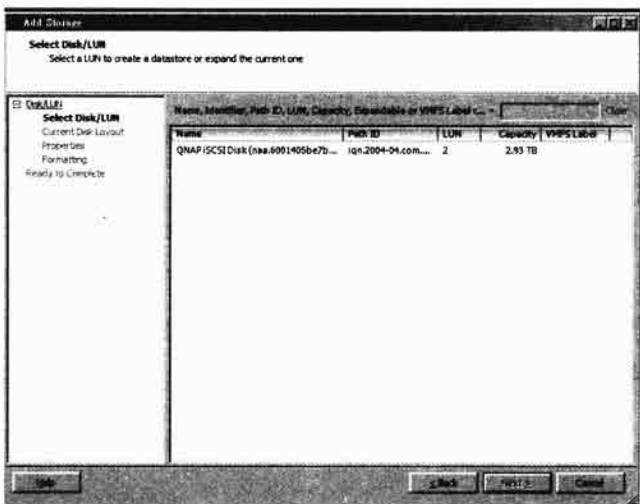 Add Storage
Select Disk/LUN
Select a LUN to create a datastore or expand the current one
Disk/LUN
Select Disk/LUN
Current Disk Layout
Properties
Formatting
Ready to Complete
Name, Identifier, Path ID, LUN, Capacity, Expandable or VMFS Label c...
Clear
Name Path ID LUN Capacity VMFS Label
QNAP iSCSI Disk (naa.6001405be7b... iqn.2004-04.com.... 2 2.93 TB
Help
< Back
Next >
Cancel